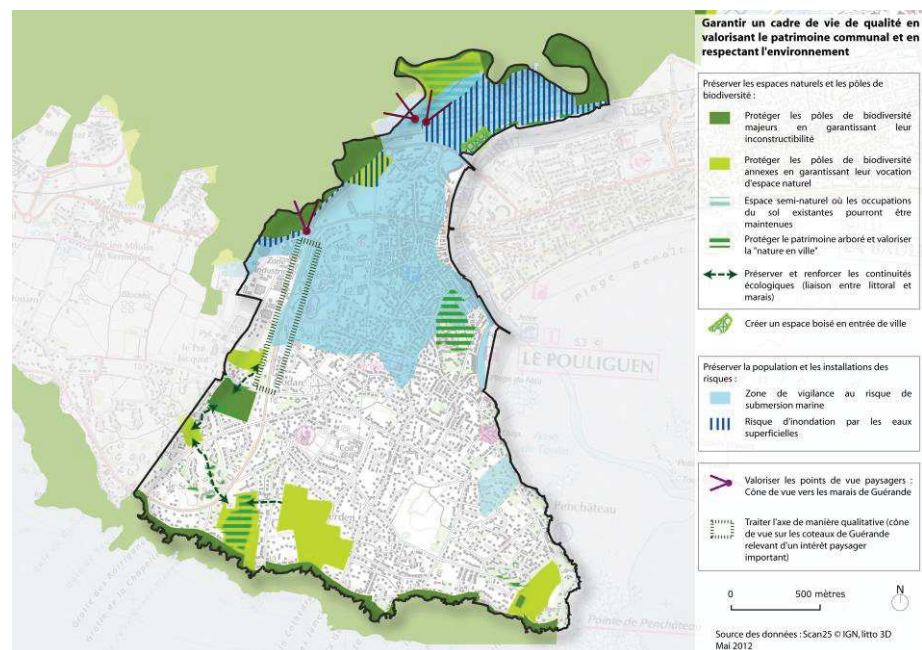 Garantir un cadre de vie de qualité en
valorisant le patrimoine communal et en
respectant l'environnement
Préserver les espaces naturels et les pôles de
biodiversité :
Protéger les pôles de biodiversité
majeurs en garantissant leur
inconstructibilité
Protéger les pôles de biodiversité
annexes en garantissant leur vocation
d'espace naturel
Espace semi-naturel où les occupations
du sol existantes pourront être
maintenues
Protéger le patrimoine arboré et valoriser
la "nature en ville"
Préserver et renforcer les continuités
écologiques (liaison entre littoral et
marais)
Créer un espace boisé en entrée de ville
Préserver la population et les installations des
risques :
Zone de vigilance au risque de
submersion marine
Risque d'inondation par les eaux
superficielles
Valoriser les points de vue paysagers :
Cône de vue vers les marais de Guérande
Traiter l'axe de manière qualitative (cône
de vue sur les coteaux de Guérande
relevant d'un intérêt paysager
important)
0 500 mètres
N
Source des données : Scan25 © IGN, litto 3D
Mai 2012
Plage Benoît
LE POULIGUEN
Penchâteau
Pointe de Penchâteau